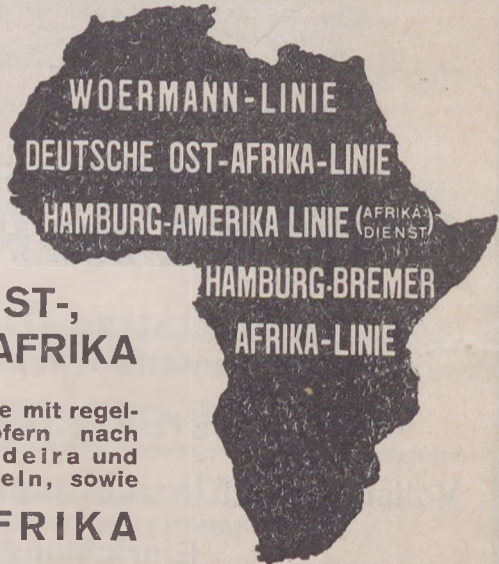 WOERMANN-LINIE
DEUTSCHE OST-AFRIKA-LINIE
HAMBURG-AMERIKA LINIE (AFRIKA-
DIENST)
HAMBURG-BREMER
AFRIKA-LINIE
ST-,
AFRIKA
e mit regel-
fern nach
deira und
eln, sowie
FRIKA